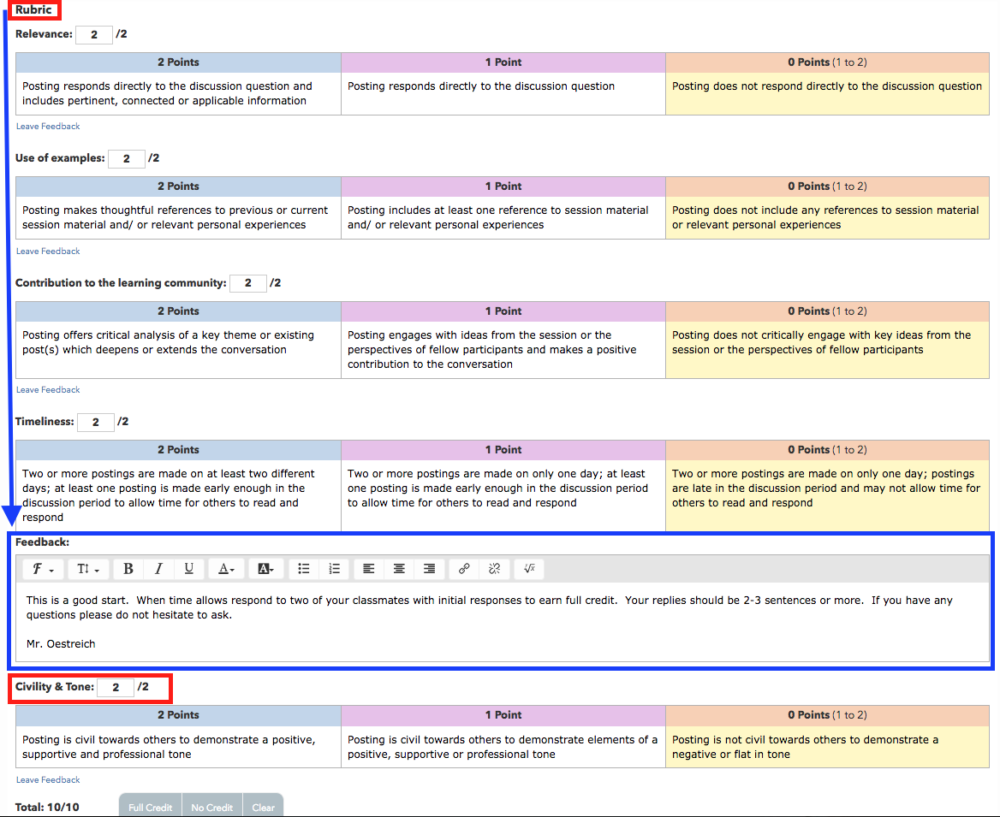 Rubric
Relevance: 2 /2
2 Points 1 Point 0 Points (1 to 2)
Posting responds directly to the discussion question and
includes pertinent, connected or applicable information
Posting responds directly to the discussion question
Posting does not respond directly to the discussion question
Leave Feedback
Use of examples: 2 /2
2 Points 1 Point 0 Points (1 to 2)
Posting makes thoughtful references to previous or current
session material and/ or relevant personal experiences
Posting includes at least one reference to session material
and/ or relevant personal experiences
Posting does not include any references to session material
or relevant personal experiences
Leave Feedback
Contribution to the learning community: 2 /2
2 Points 1 Point 0 Points (1 to 2)
Posting offers critical analysis of a key theme or existing
post(s) which deepens or extends the conversation
Posting engages with ideas from the session or the
perspectives of fellow participants and makes a positive
contribution to the conversation
Posting does not critically engage with key ideas from the
session or the perspectives of fellow participants
Leave Feedback
Timeliness: 2 /2
2 Points 1 Point 0 Points (1 to 2)
Two or more postings are made on at least two different
days; at least one posting is made early enough in the
discussion period to allow time for others to read and
respond
Two or more postings are made on only one day; at least
one posting is made early enough in the discussion period
to allow time for others to read and respond
Two or more postings are made on only one day; postings
are late in the discussion period and may not allow time for
others to read and respond
Feedback:
F T B I U A A
This is a good start.  When time allows respond to two of your classmates with initial responses to earn full credit.  Your replies should be 2-3 sentences or more.  If you have any
questions please do not hesitate to ask.
Mr. Oestreich
Civility & Tone: 2 /2
2 Points 1 Point 0 Points (1 to 2)
Posting is civil towards others to demonstrate a positive,
supportive and professional tone
Posting is civil towards others to demonstrate elements of a
positive, supportive or professional tone
Posting is not civil towards others to demonstrate a
negative or flat in tone
Leave Feedback
Total: 10/10 Full Credit No Credit Clear